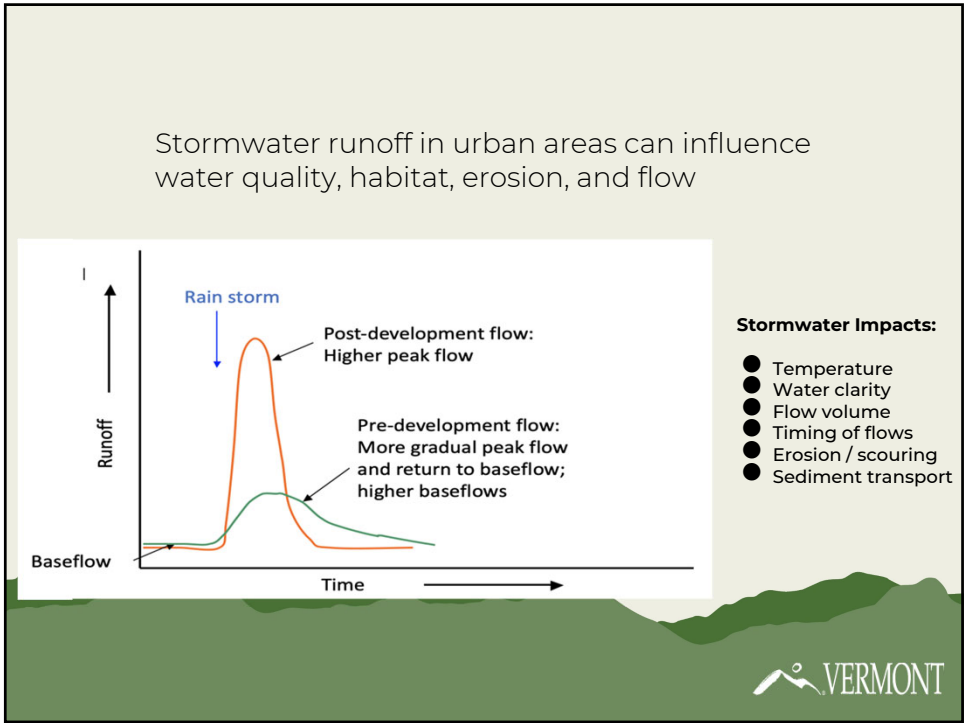 Stormwater runoff in urban areas can influence
water quality, habitat, erosion, and flow
Rain storm
Post-development flow:
Higher peak flow
Pre-development flow:
More gradual peak flow
and return to baseflow;
higher baseflows
Runoff
Baseflow
Time
Stormwater Impacts:
● Temperature
● Water clarity
● Flow volume
● Timing of flows
● Erosion / scouring
● Sediment transport
VERMONT